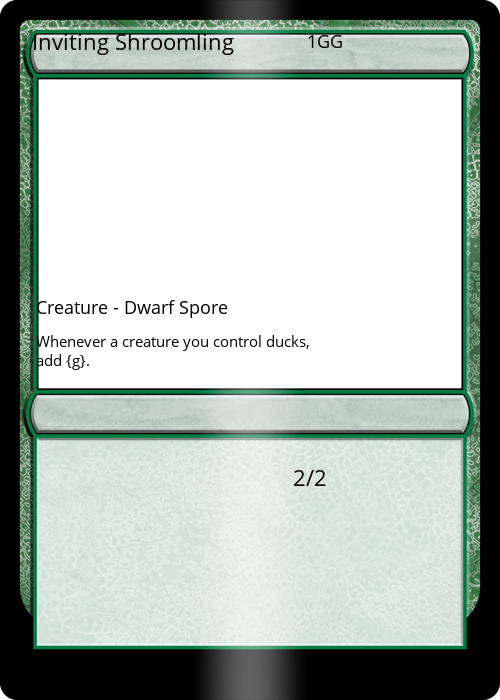 Inviting Shroomling 1GG
Creature - Dwarf Spore
Whenever a creature you control ducks,
add {g}.
2/2